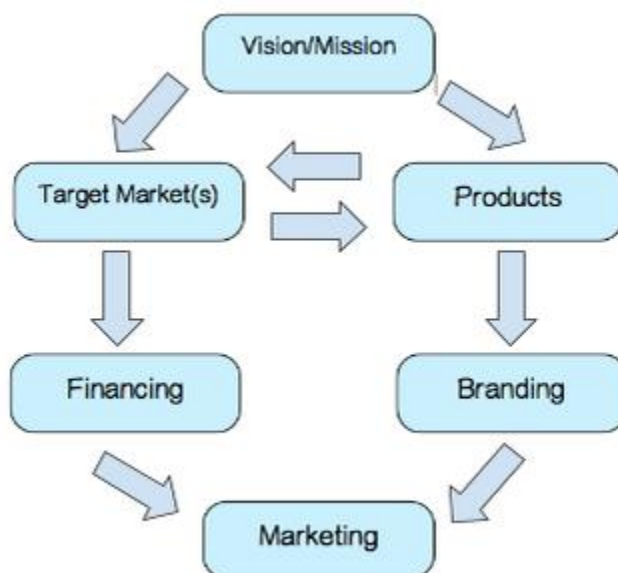 Vision/Mission
Target Market(s)
Products
Financing
Branding
Marketing